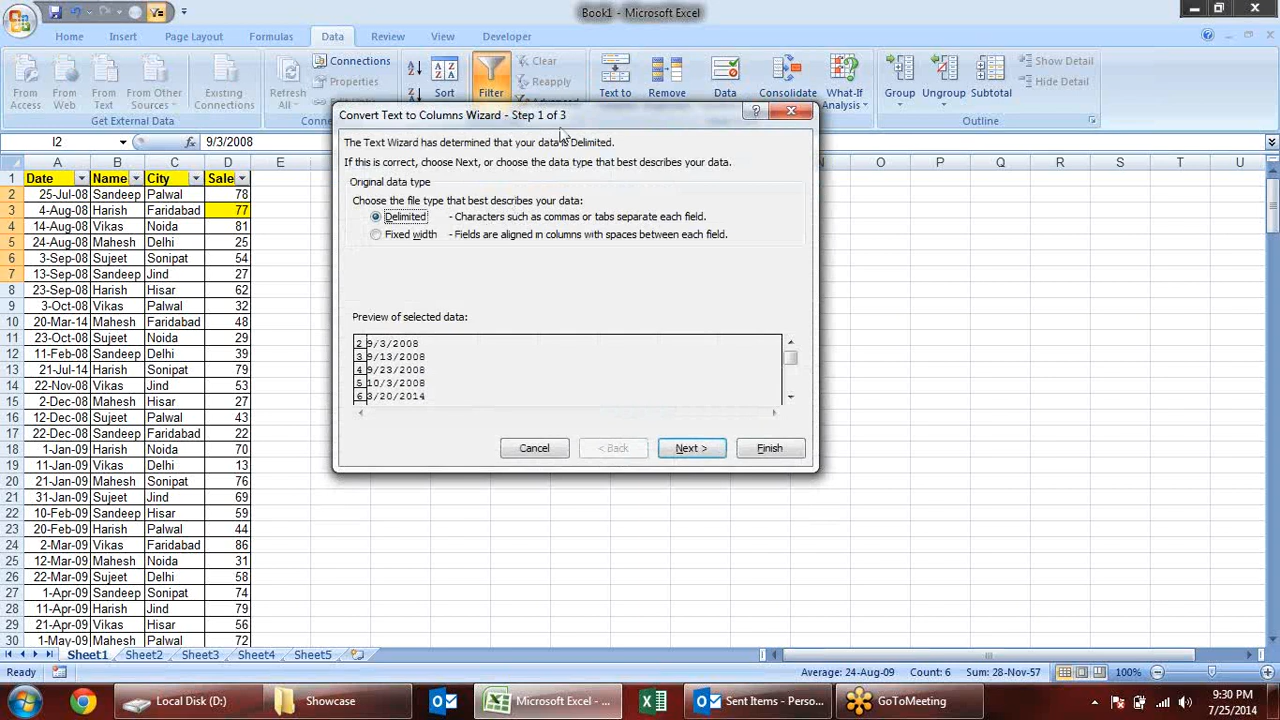 Book1 - Microsoft Excel
Home Insert Page Layout Formulas Data Review View Developer
From Access
From Web
From Text
From Other Sources
Existing Connections
Get External Data
Refresh All
Connections
Properties
Sort
Filter
Clear
Reapply
Advanced
Text to
Remove
Data
Consolidate
What-If Analysis
Group
Ungroup
Subtotal
Show Detail
Hide Detail
Outline
I2 fx 9/3/2008
A B C D E O P Q R S T U
1 Date Name City Sale
2 25-Jul-08 Sandeep Palwal 78
3 4-Aug-08 Harish Faridabad 77
4 14-Aug-08 Vikas Noida 81
5 24-Aug-08 Mahesh Delhi 25
6 3-Sep-08 Sujeet Sonipat 54
7 13-Sep-08 Sandeep Jind 27
8 23-Sep-08 Harish Hisar 62
9 3-Oct-08 Vikas Palwal 32
10 20-Mar-14 Mahesh Faridabad 48
11 23-Oct-08 Sujeet Noida 29
12 11-Feb-08 Sandeep Delhi 39
13 21-Feb-14 Harish Sonipat 79
14 22-Nov-08 Vikas Jind 83
15 2-Dec-08 Mahesh Hisar 27
16 12-Dec-08 Sujeet Palwal 43
17 22-Dec-08 Sandeep Faridabad 22
18 1-Jan-09 Harish Noida 70
19 11-Jan-09 Vikas Delhi 13
20 21-Jan-09 Mahesh Sonipat 76
21 31-Jan-09 Sujeet Jind 69
22 10-Feb-09 Sandeep Hisar 59
23 20-Feb-09 Harish Palwal 44
24 2-Mar-09 Vikas Faridabad 86
25 12-Mar-09 Mahesh Noida 31
26 22-Mar-09 Sujeet Delhi 58
27 1-Apr-09 Sandeep Sonipat 74
28 11-Apr-09 Harish Jind 79
29 21-Apr-09 Vikas Hisar 56
30 1-May-09 Mahesh Palwal 72
Convert Text to Columns Wizard - Step 1 of 3
The Text Wizard has determined that your data is Delimited.
If this is correct, choose Next, or choose the data type that best describes your data.
Original data type
Choose the file type that best describes your data:
Delimited - Characters such as commas or tabs separate each field.
Fixed width - Fields are aligned in columns with spaces between each field.
Preview of selected data:
2 9/3/2008
3 9/13/2008
4 9/23/2008
5 10/3/2008
6 3/20/2014
Cancel < Back Next > Finish
Sheet1 Sheet2 Sheet3 Sheet4 Sheet5
Ready Average: 24-Aug-09 Count: 6 Sum: 28-Nov-57 100%
Local Disk (D:) Showcase Microsoft Excel - ... Sent Items - Perso... GoToMeeting
9:30 PM
7/25/2014